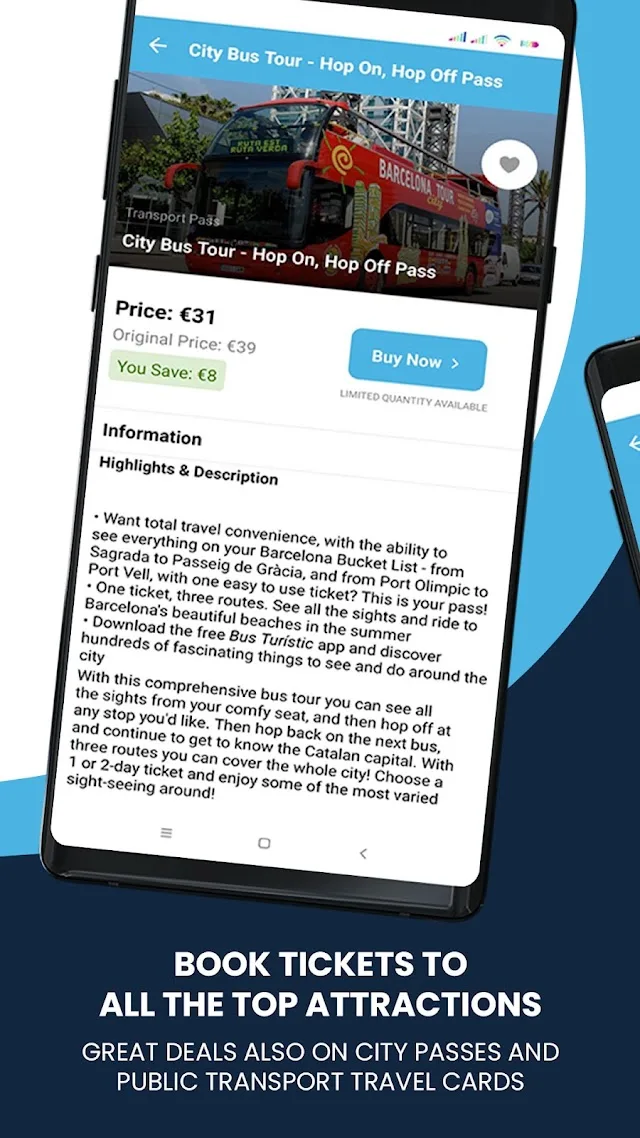 City Bus Tour - Hop On, Hop Off Pass
RUTA EST
RUTA VERDA
BARCELONA TOUR
city
Transport Pass
City Bus Tour - Hop On, Hop Off Pass
Price: €31
Original Price: €39
You Save: €8
Buy Now
LIMITED QUANTITY AVAILABLE
Information
Highlights & Description
• Want total travel convenience, with the ability to
see everything on your Barcelona Bucket List - from
Sagrada to Passeig de Gràcia, and from Port Olimpic to
Port Vell, with one easy to use ticket? This is your pass!
• One ticket, three routes. See all the sights and ride to
Barcelona's beautiful beaches in the summer
• Download the free Bus Turístic app and discover
hundreds of fascinating things to see and do around the
city
With this comprehensive bus tour you can see all
the sights from your comfy seat, and then hop off at
any stop you'd like. Then hop back on the next bus,
and continue to get to know the Catalan capital. With
three routes you can cover the whole city! Choose a
1 or 2-day ticket and enjoy some of the most varied
sight-seeing around!
BOOK TICKETS TO
ALL THE TOP ATTRACTIONS
GREAT DEALS ALSO ON CITY PASSES AND
PUBLIC TRANSPORT TRAVEL CARDS